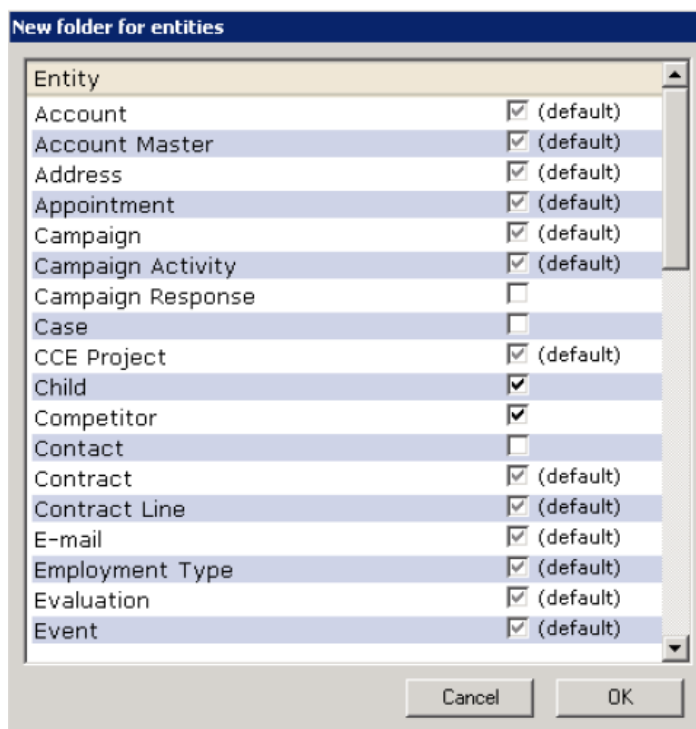 New folder for entities
Entity
Account (default)
Account Master (default)
Address (default)
Appointment (default)
Campaign (default)
Campaign Activity (default)
Campaign Response
Case
CCE Project (default)
Child
Competitor
Contact
Contract (default)
Contract Line (default)
E-mail (default)
Employment Type (default)
Evaluation (default)
Event (default)
Cancel OK